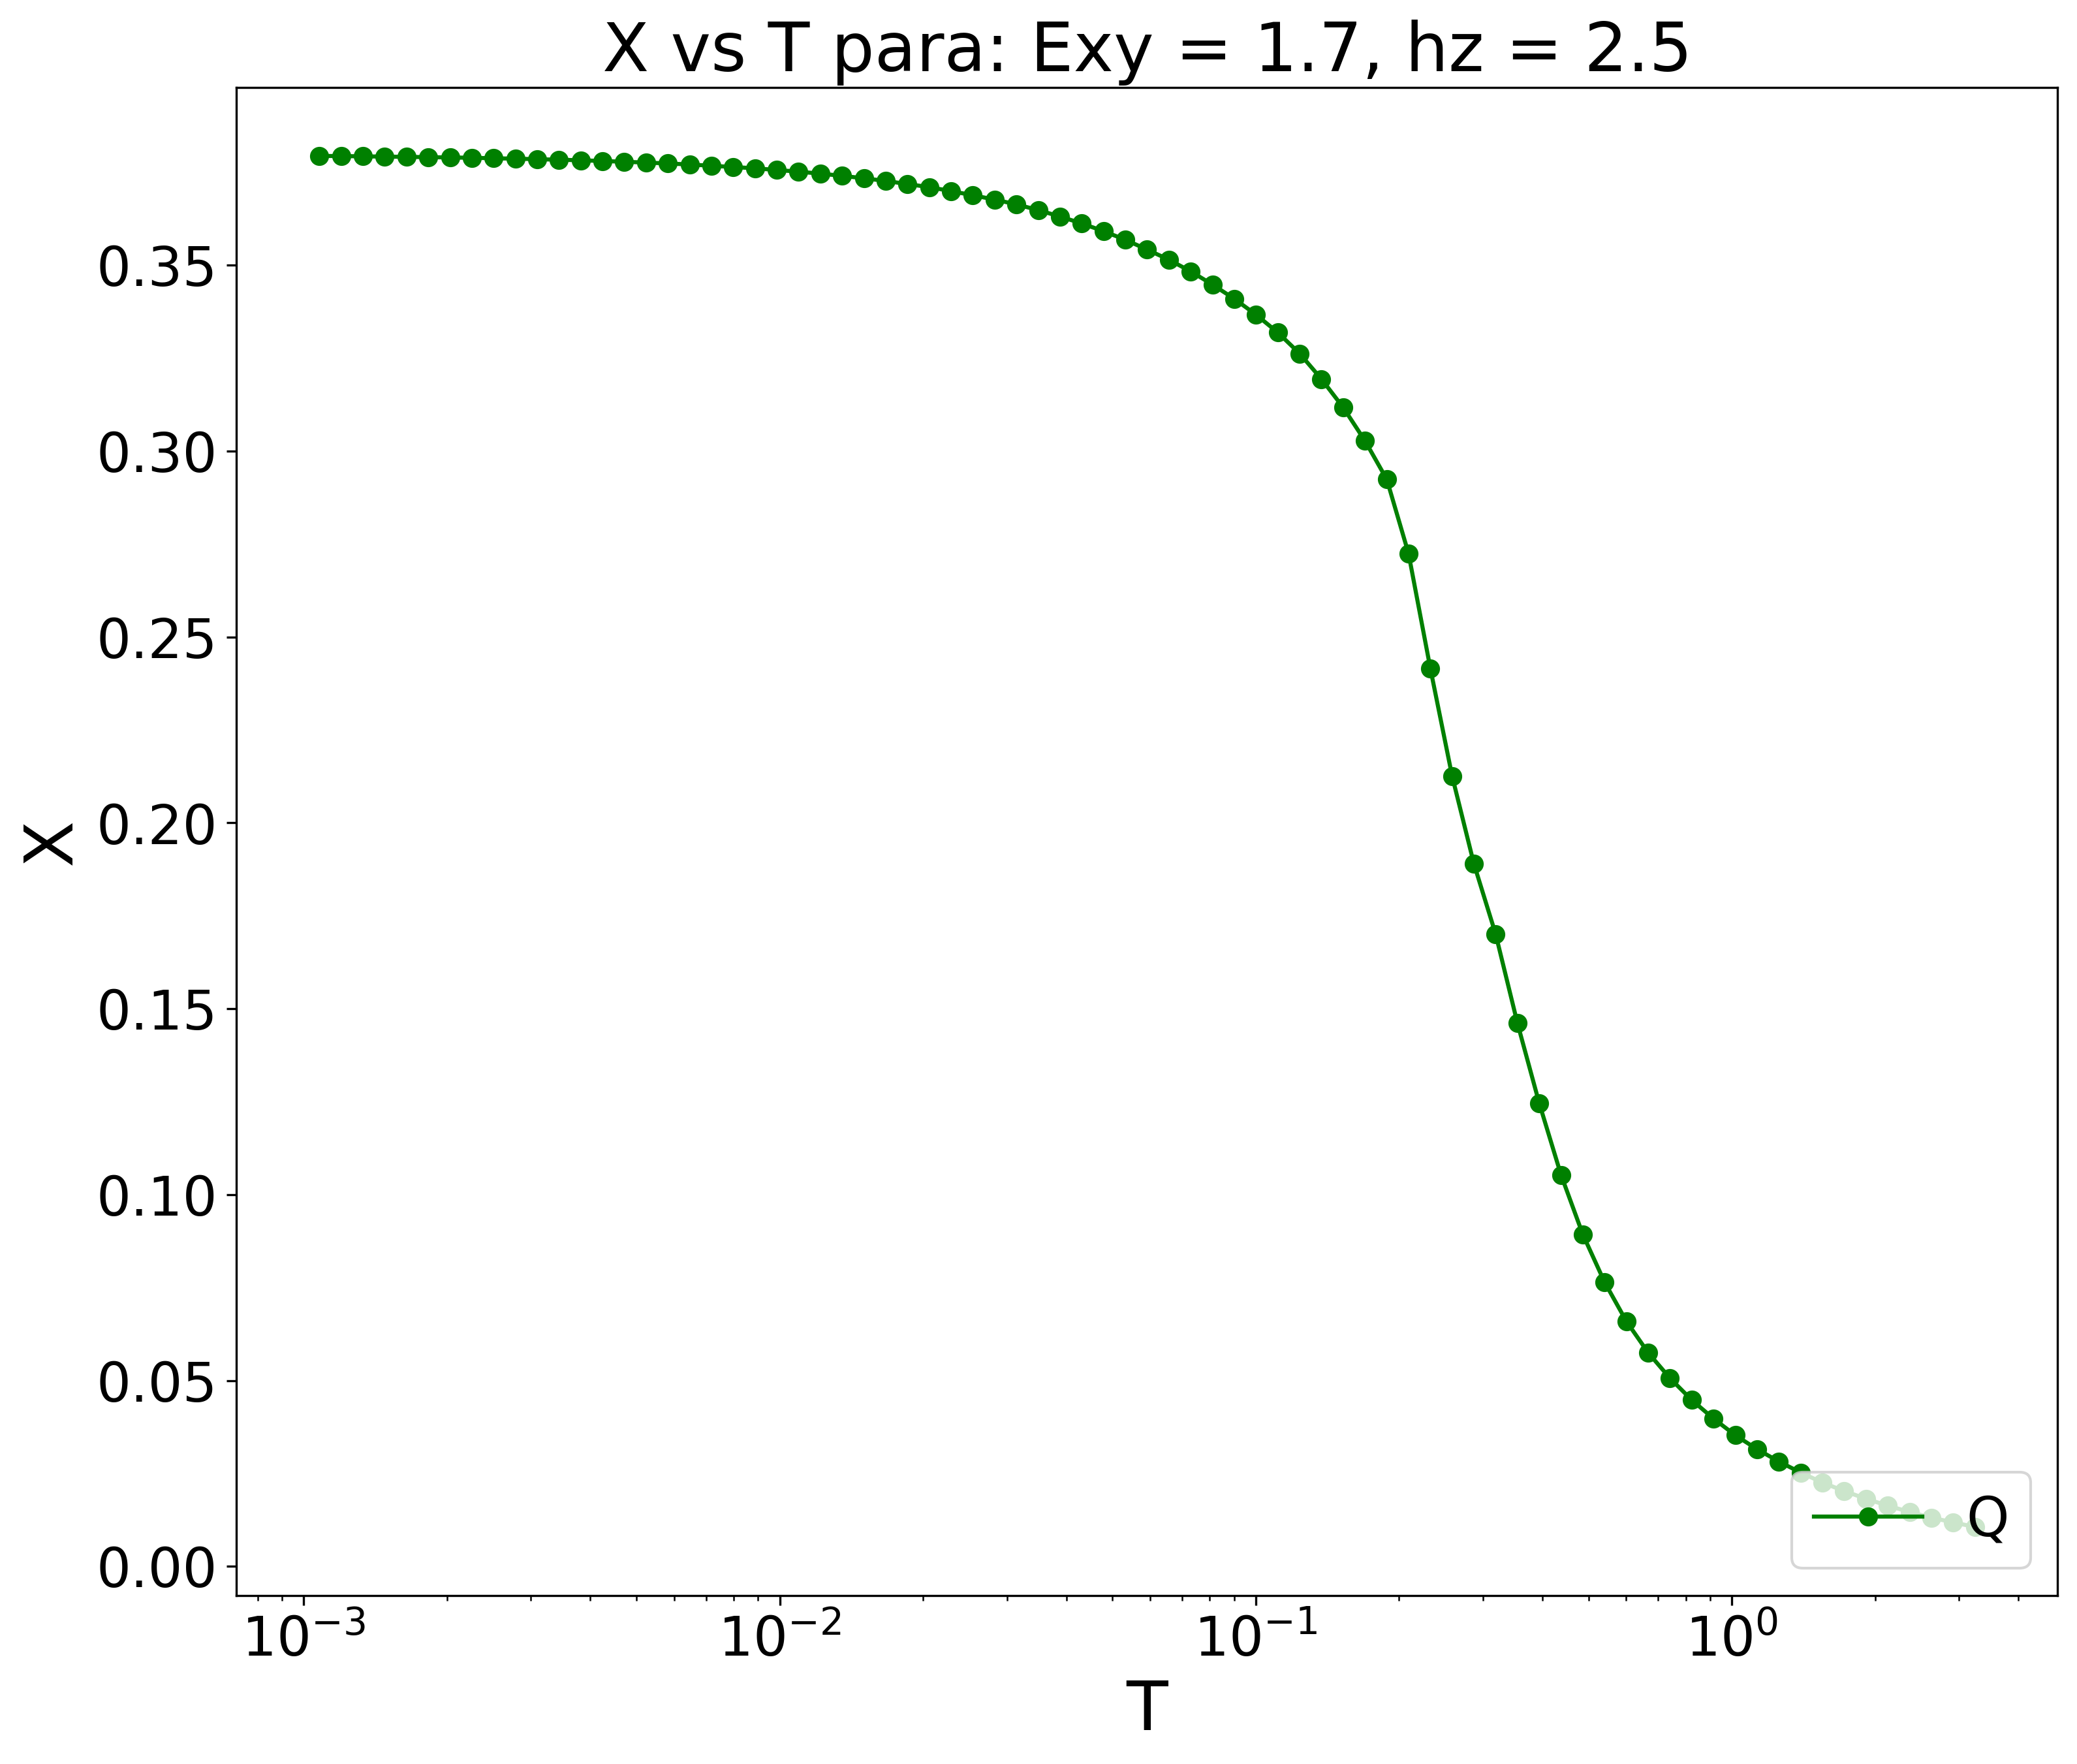 X vs T para: Exy = 1.7, hz = 2.5
X
0.35
0.30
0.25
0.20
0.15
0.10
0.05
0.00
Q
10⁻³ 10⁻² 10⁻¹ 10⁰
T